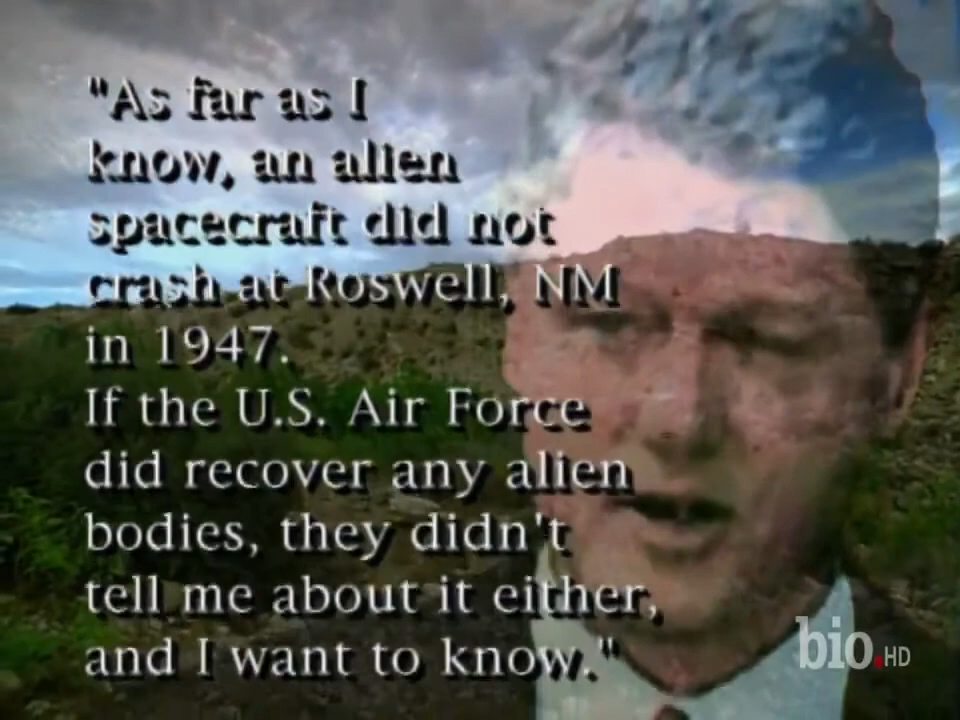 "As far as I
know, an alien
spacecraft did not
crash at Roswell, NM
in 1947.
If the U.S. Air Force
did recover any alien
bodies, they didn't
tell me about it either,
and I want to know."
bio.HD